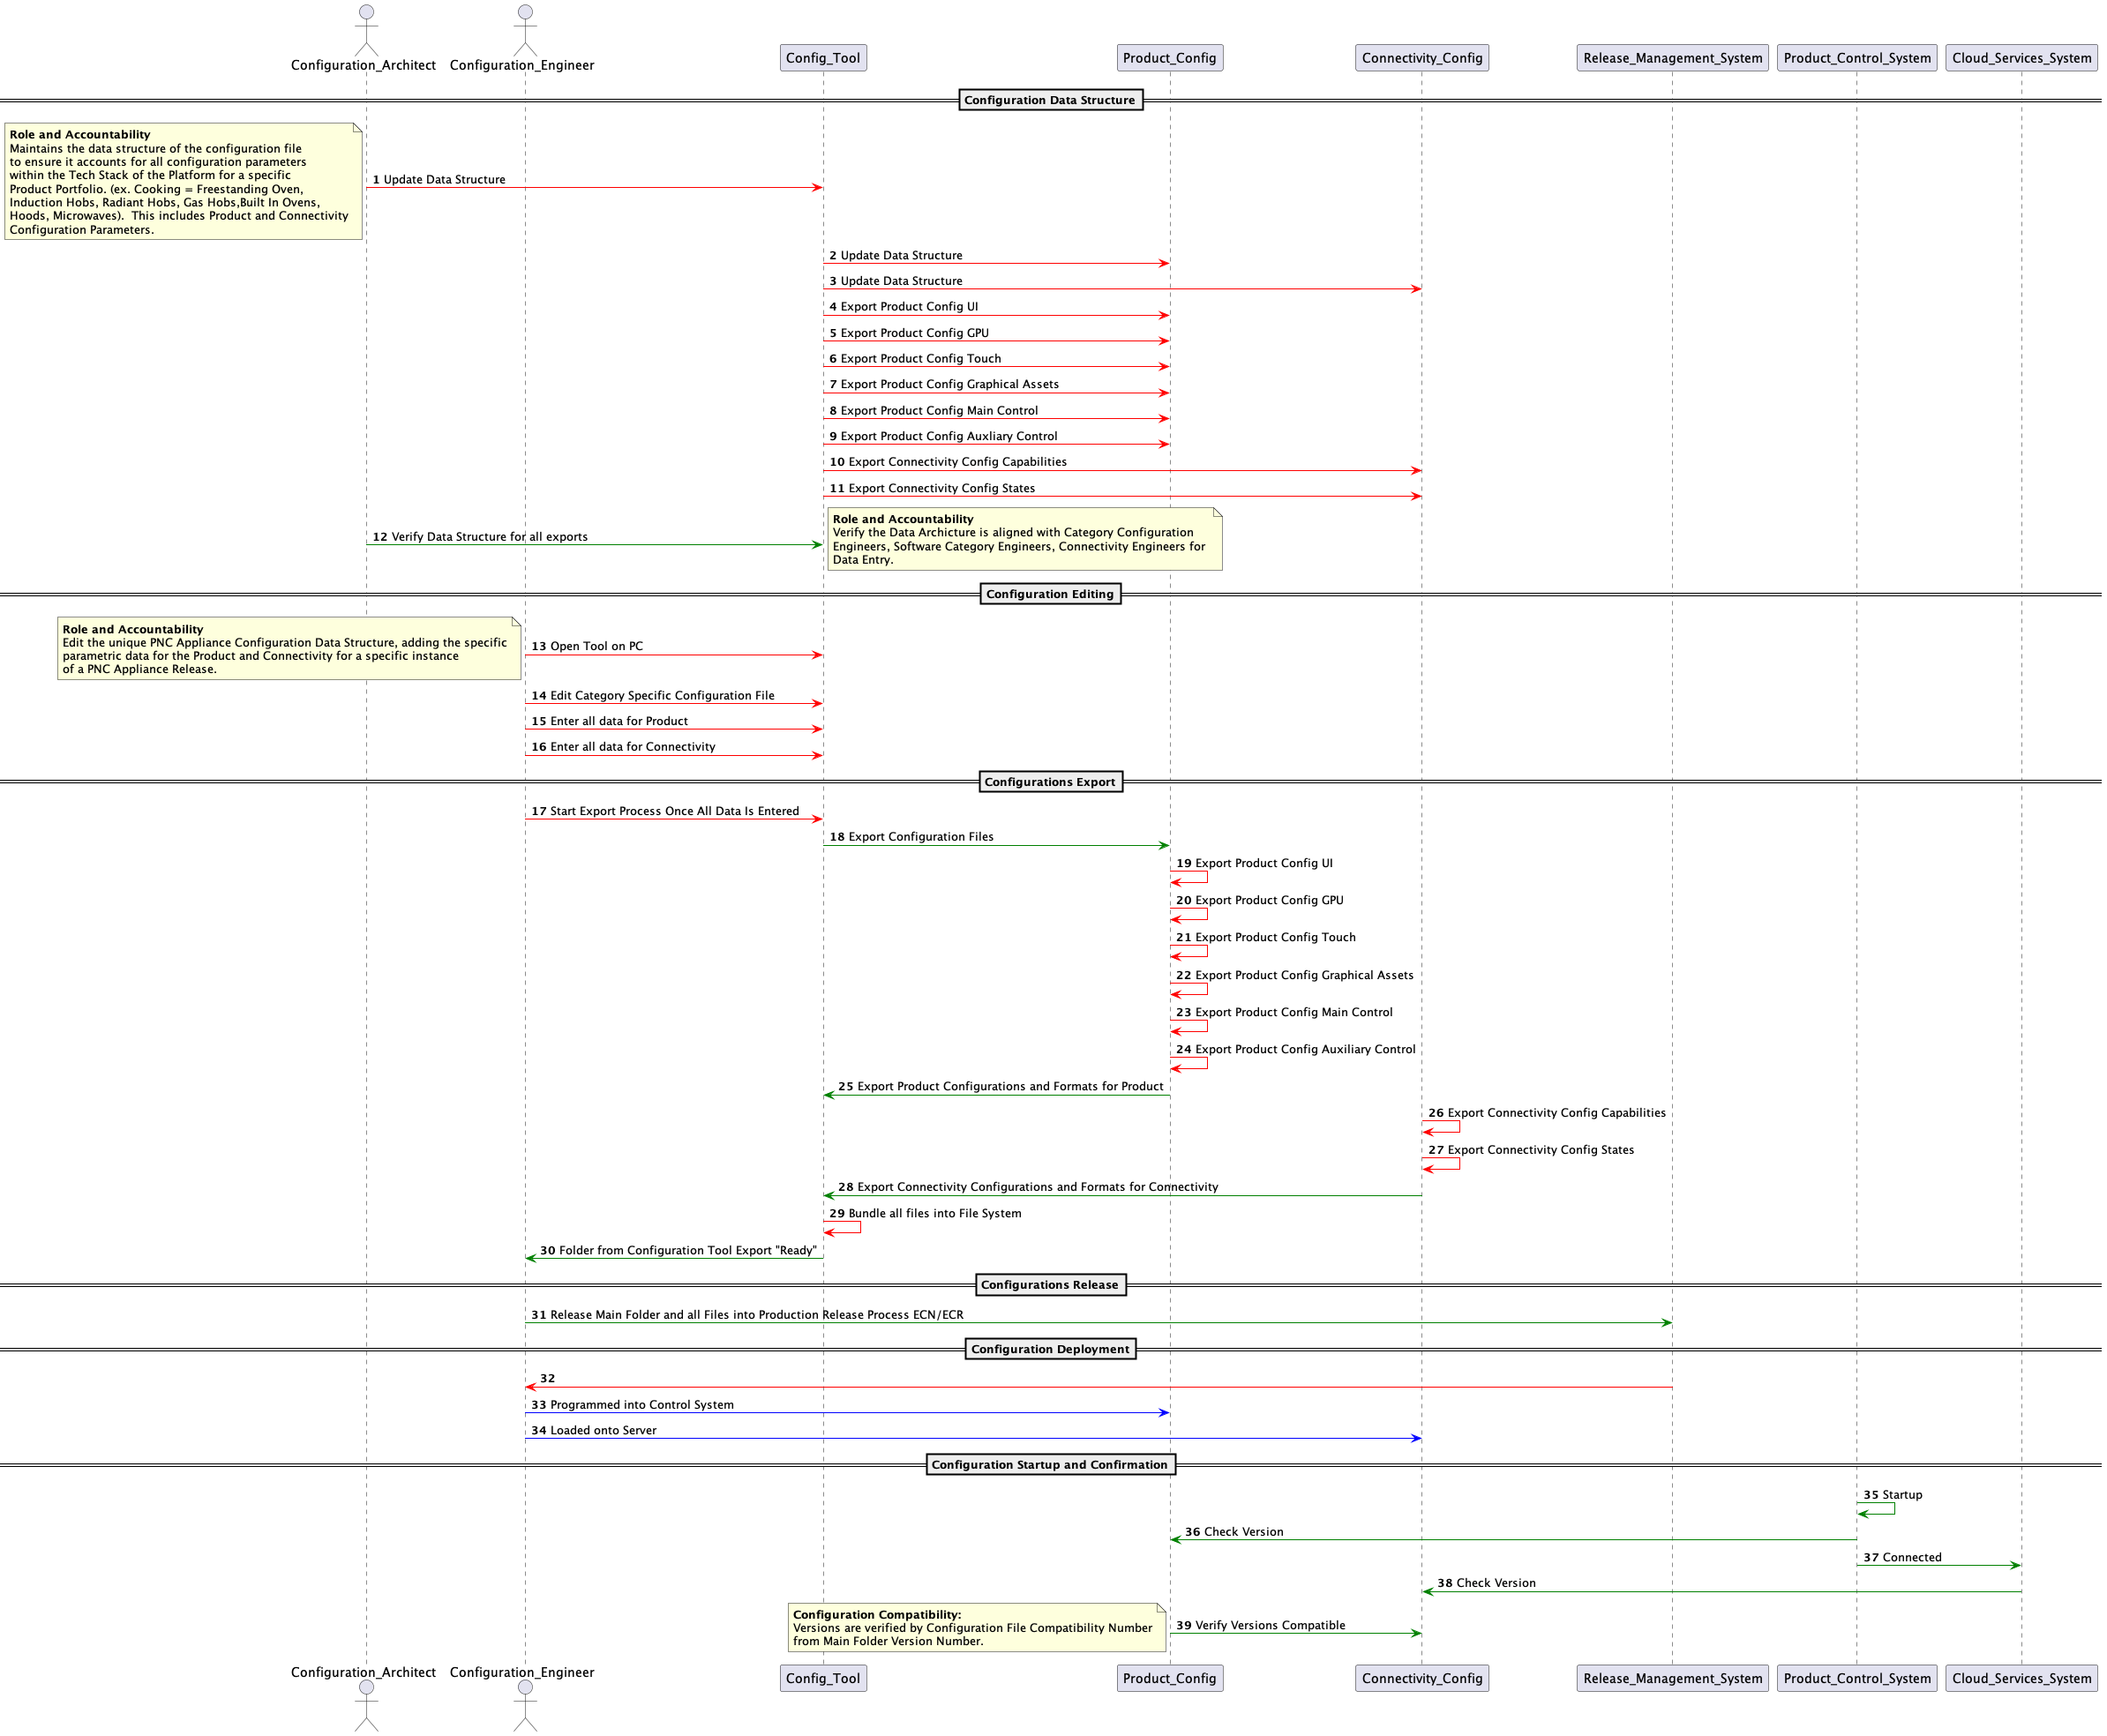 Configuration_Architect
Configuration_Engineer
Config_Tool
Product_Config
Connectivity_Config
Release_Management_System
Product_Control_System
Cloud_Services_System
Configuration Data Structure
Role and Accountability
Maintains the data structure of the configuration file
to ensure it accounts for all configuration parameters
within the Tech Stack of the Platform for a specific
Product Portfolio. (ex. Cooking = Freestanding Oven,
Induction Hobs, Radiant Hobs, Gas Hobs,Built In Ovens,
Hoods, Microwaves).  This includes Product and Connectivity
Configuration Parameters.
1 Update Data Structure
2 Update Data Structure
3 Update Data Structure
4 Export Product Config UI
5 Export Product Config GPU
6 Export Product Config Touch
7 Export Product Config Graphical Assets
8 Export Product Config Main Control
9 Export Product Config Auxliary Control
10 Export Connectivity Config Capabilities
11 Export Connectivity Config States
12 Verify Data Structure for all exports
Role and Accountability
Verify the Data Archicture is aligned with Category Configuration
Engineers, Software Category Engineers, Connectivity Engineers for
Data Entry.
Configuration Editing
Role and Accountability
Edit the unique PNC Appliance Configuration Data Structure, adding the specific
parametric data for the Product and Connectivity for a specific instance
of a PNC Appliance Release.
13 Open Tool on PC
14 Edit Category Specific Configuration File
15 Enter all data for Product
16 Enter all data for Connectivity
Configurations Export
17 Start Export Process Once All Data Is Entered
18 Export Configuration Files
19 Export Product Config UI
20 Export Product Config GPU
21 Export Product Config Touch
22 Export Product Config Graphical Assets
23 Export Product Config Main Control
24 Export Product Config Auxiliary Control
25 Export Product Configurations and Formats for Product
26 Export Connectivity Config Capabilities
27 Export Connectivity Config States
28 Export Connectivity Configurations and Formats for Connectivity
29 Bundle all files into File System
30 Folder from Configuration Tool Export "Ready"
Configurations Release
31 Release Main Folder and all Files into Production Release Process ECN/ECR
Configuration Deployment
32
33 Programmed into Control System
34 Loaded onto Server
Configuration Startup and Confirmation
35 Startup
36 Check Version
37 Connected
38 Check Version
Configuration Compatibility:
Versions are verified by Configuration File Compatibility Number
from Main Folder Version Number.
39 Verify Versions Compatible
Configuration_Architect
Configuration_Engineer
Config_Tool
Product_Config
Connectivity_Config
Release_Management_System
Product_Control_System
Cloud_Services_System